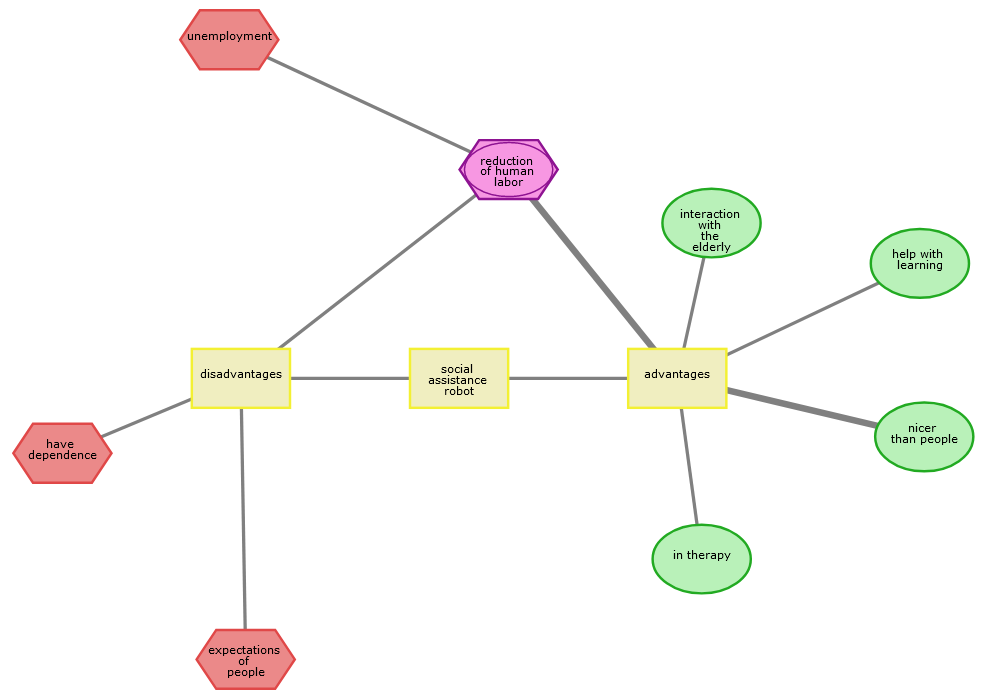 unemployment
reduction
of human
labor
interaction
with
the
elderly
help with
learning
disadvantages
social
assistance
robot
advantages
have
dependence
nicer
than people
in therapy
expectations
of
people